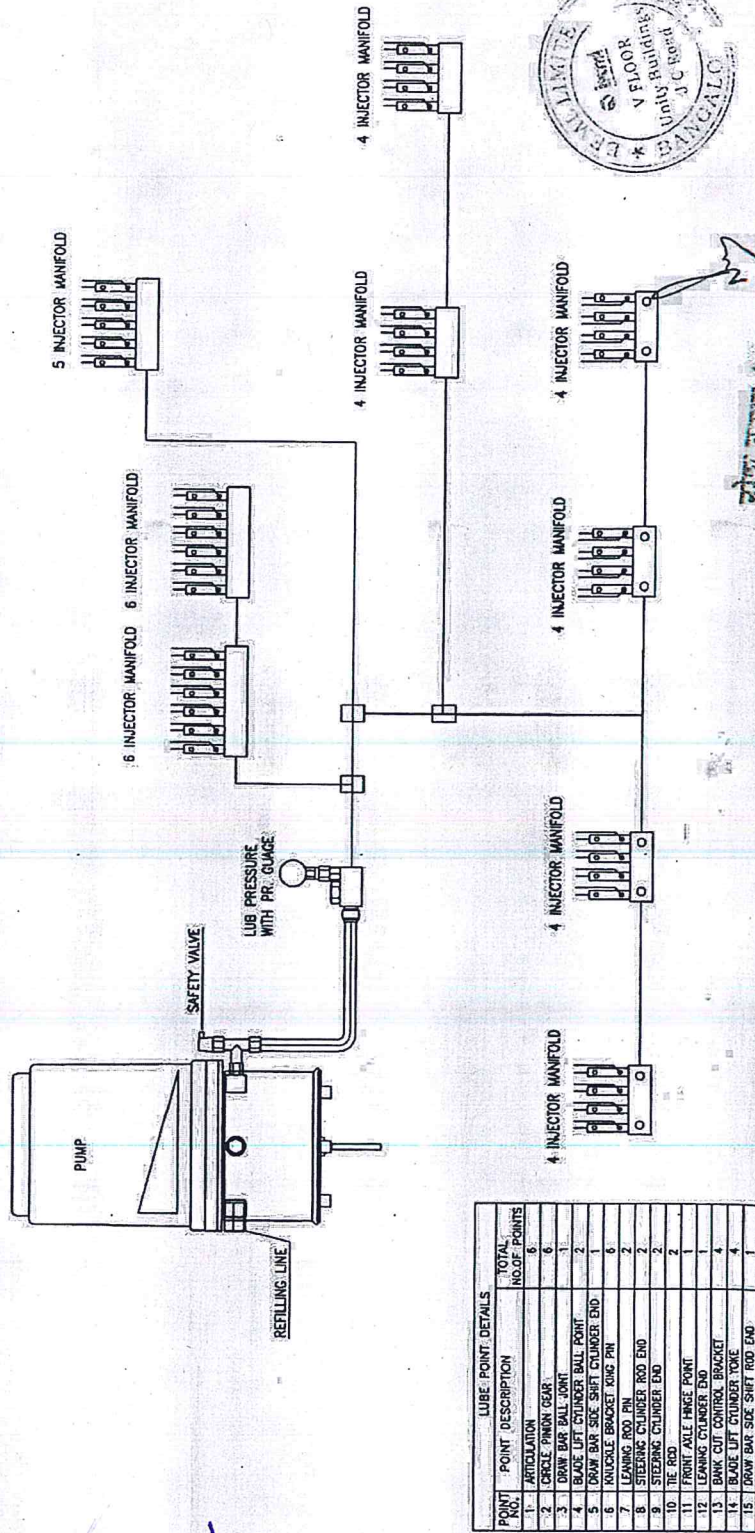 5 INJECTOR MANIFOLD
4 INJECTOR MANIFOLD
6 INJECTOR MANIFOLD
6 INJECTOR MANIFOLD
4 INJECTOR MANIFOLD
SAFETY VALVE
LUB PRESSURE
WITH PR. GUAGE
PUMP
REFILLING LINE
4 INJECTOR MANIFOLD
4 INJECTOR MANIFOLD
4 INJECTOR MANIFOLD
4 INJECTOR MANIFOLD
BEML LIMITE
V FLOOR
Unity Building
J C Road
* BANGALO
LUBE POINT DETAILS
POINT NO. POINT DESCRIPTION TOTAL NO.OF POINTS
1 ARTICULATION 6
2 CIRCLE PINION GEAR 6
3 DRAW BAR BALL JOINT 1
4 BLADE LIFT CYLINDER BALL POINT 2
5 DRAW BAR SIDE SHIFT CYLINDER END 1
6 KNUCKLE BRACKET KING PIN 6
7 LEANING ROD PIN 2
8 STEERING CYLINDER ROD END 2
9 STEERING CYLINDER END 2
10 TIE ROD 2
11 FRONT AXLE HINGE POINT 1
12 LEANING CYLINDER END 1
13 BANK CUT CONTROL BRACKET 4
14 BLADE LIFT CYLINDER YOKE 4
15 DRAW BAR SIDE SHIFT ROD END 1